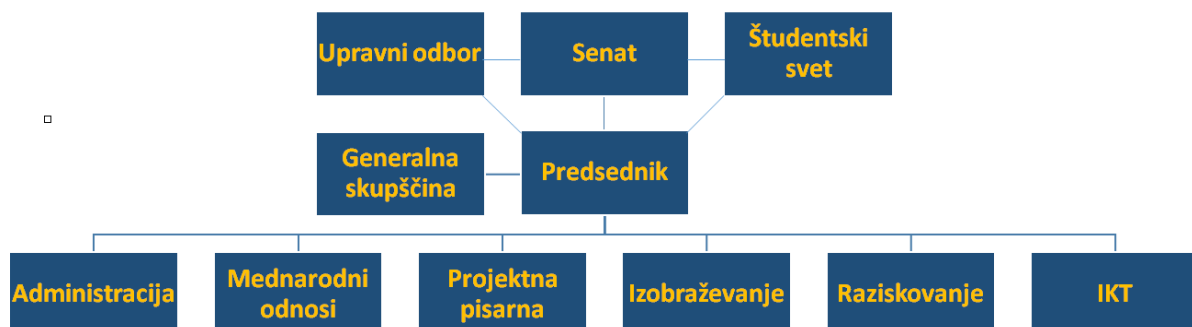 Upravni odbor
Senat
Študentski
svet
Generalna
skupščina
Predsednik
Administracija
Mednarodni
odnosi
Projektna
pisarna
Izobraževanje
Raziskovanje
IKT